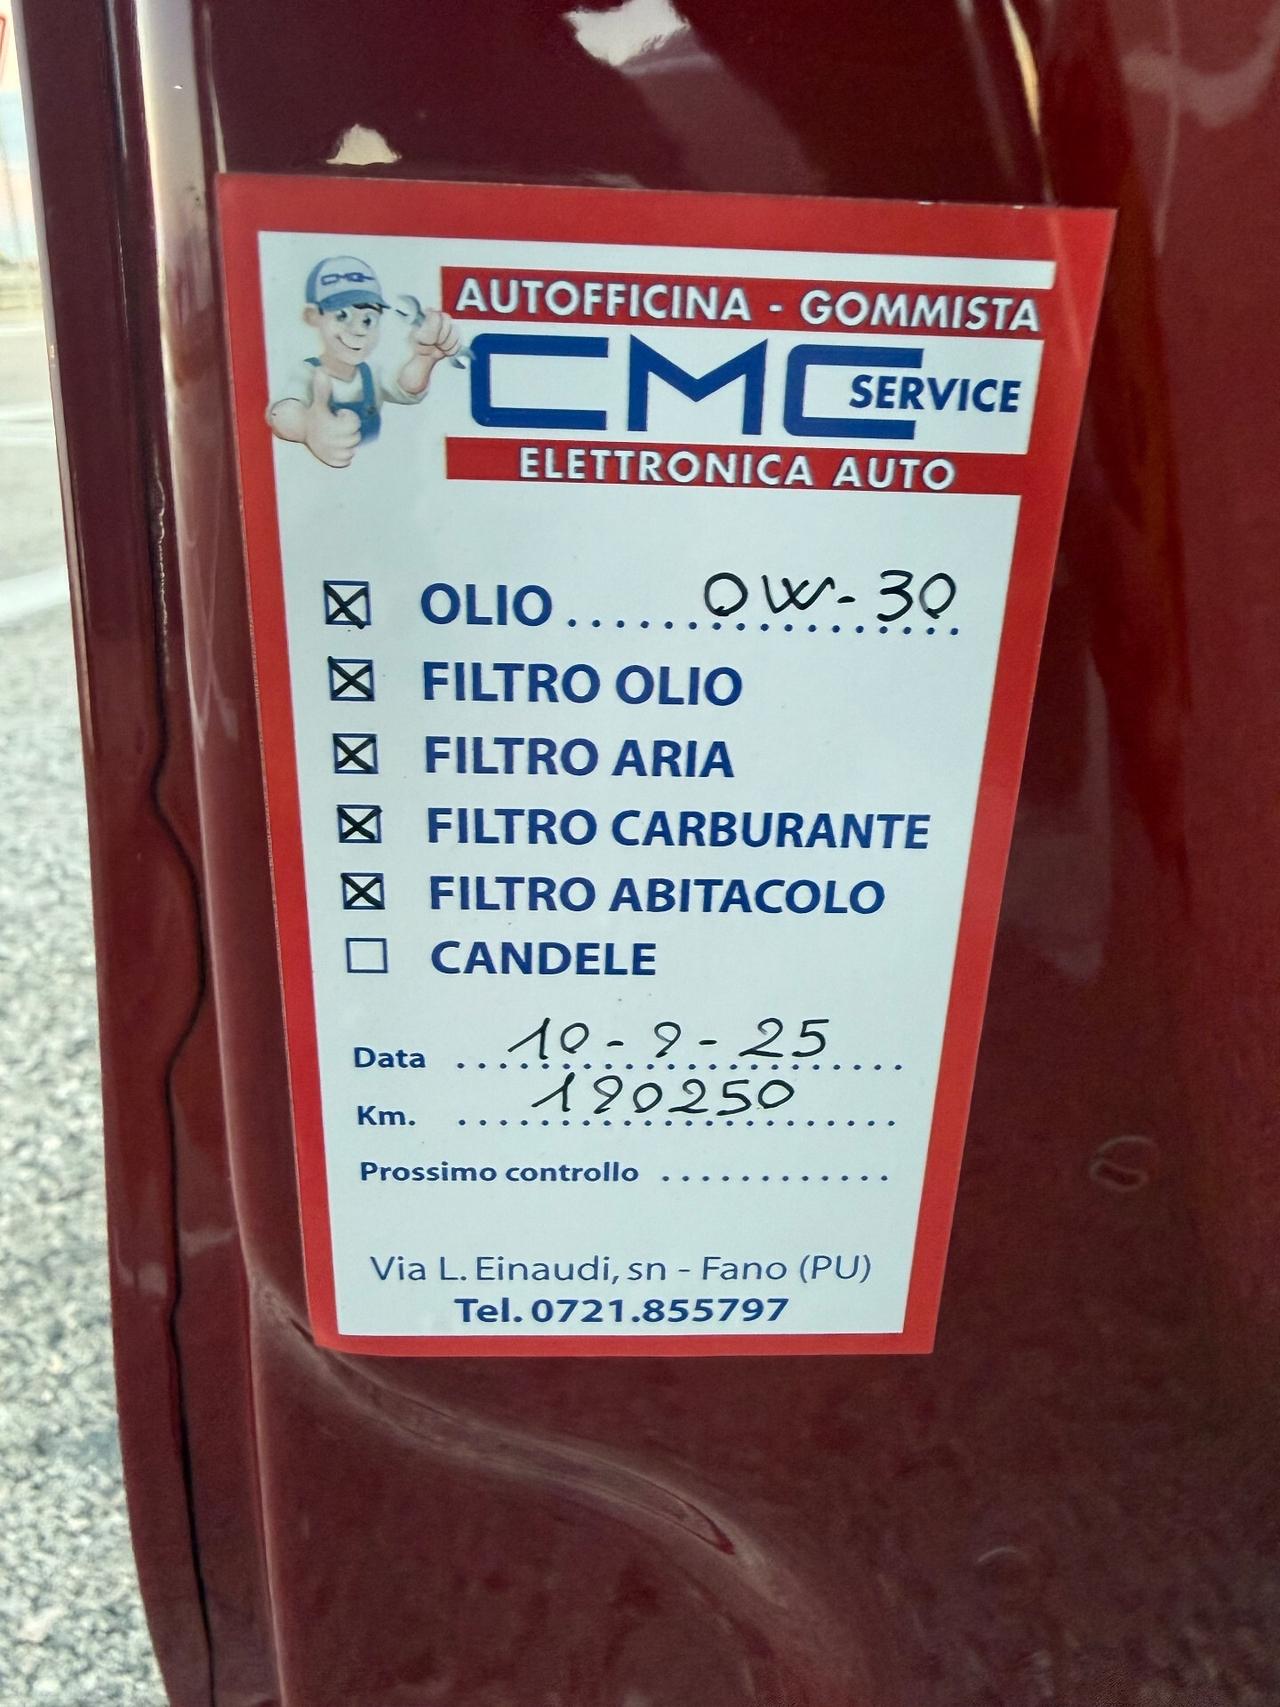 CMC
AUTOFFICINA - GOMMISTA
CMC SERVICE
ELETTRONICA AUTO
OLIO .................. 0W-30
FILTRO OLIO
FILTRO ARIA
FILTRO CARBURANTE
FILTRO ABITACOLO
CANDELE
Data 10-9-25
Km. 190250
Prossimo controllo ............
Via L. Einaudi, sn - Fano (PU)
Tel. 0721.855797